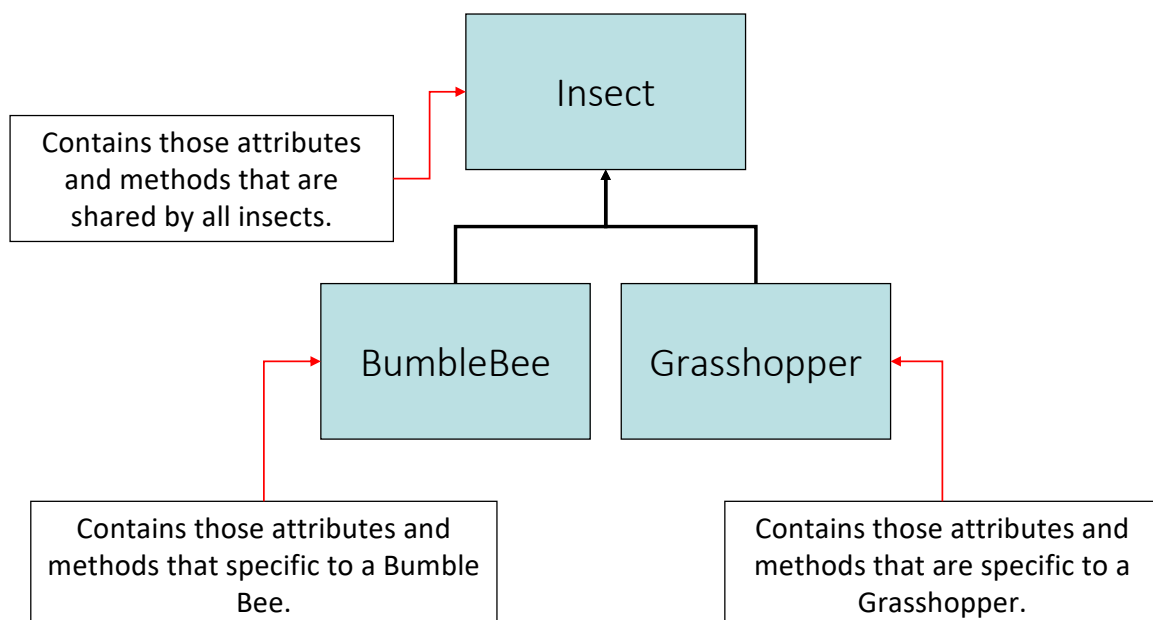 Insect
Contains those attributes
and methods that are
shared by all insects.
BumbleBee
Grasshopper
Contains those attributes and
methods that specific to a Bumble
Bee.
Contains those attributes and
methods that are specific to a
Grasshopper.